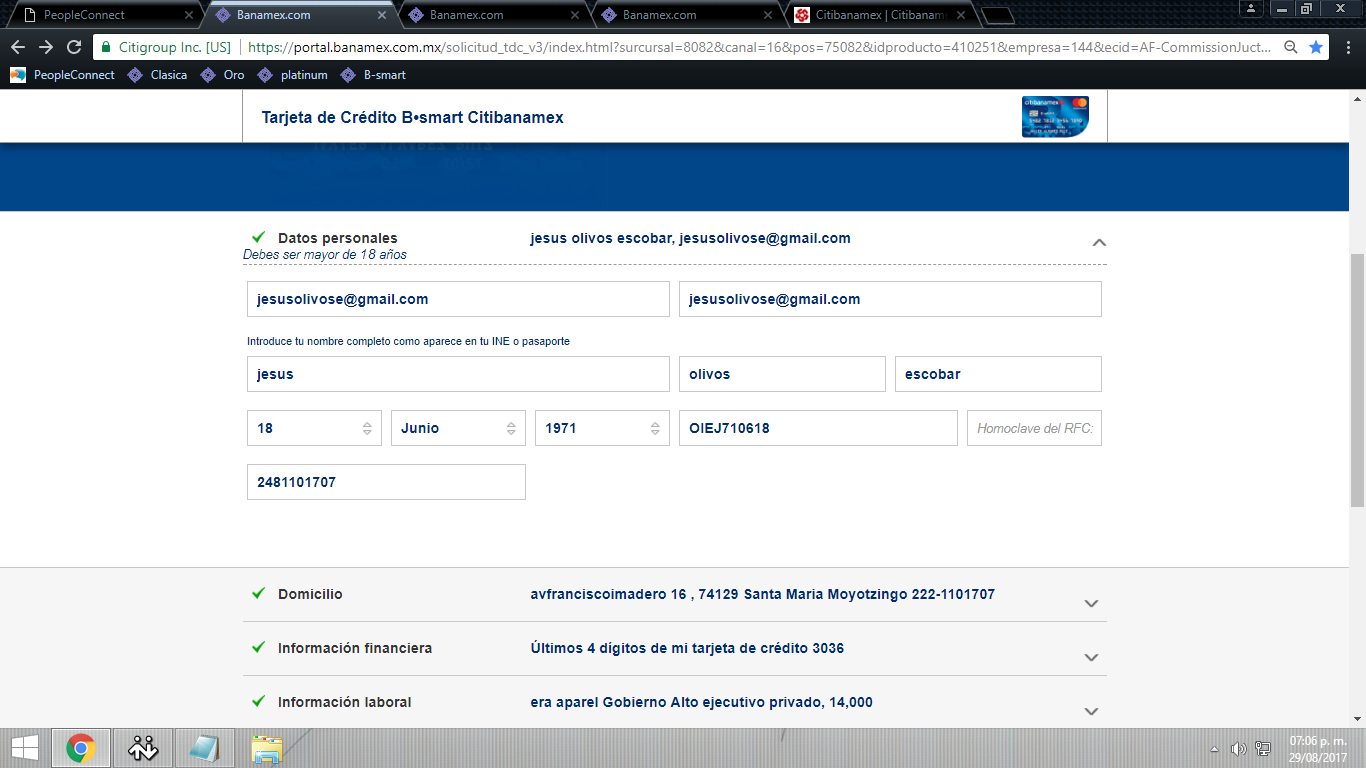 PeopleConnect
Banamex.com
Banamex.com
Banamex.com
Citibanamex | Citibanam
Citigroup Inc. [US]
https://portal.banamex.com.mx/solicitud_tdc_v3/index.html?surcursal=8082&canal=16&pos=75082&idproducto=410251&empresa=144&ecid=AF-CommissionJuct...
PeopleConnect Clasica Oro platinum B-smart
Tarjeta de Crédito B•smart Citibanamex
citibanamex
Datos personales jesus olivos escobar, jesusolivose@gmail.com
Debes ser mayor de 18 años
jesusolivose@gmail.com jesusolivose@gmail.com
Introduce tu nombre completo como aparece en tu INE o pasaporte
jesus olivos escobar
18 Junio 1971 OIEJ710618 Homoclave del RFC:
2481101707
Domicilio avfranciscoimadero 16 , 74129 Santa Maria Moyotzingo 222-1101707
Información financiera Últimos 4 dígitos de mi tarjeta de crédito 3036
Información laboral era aparel Gobierno Alto ejecutivo privado, 14,000
07:06 p. m.
29/08/2017